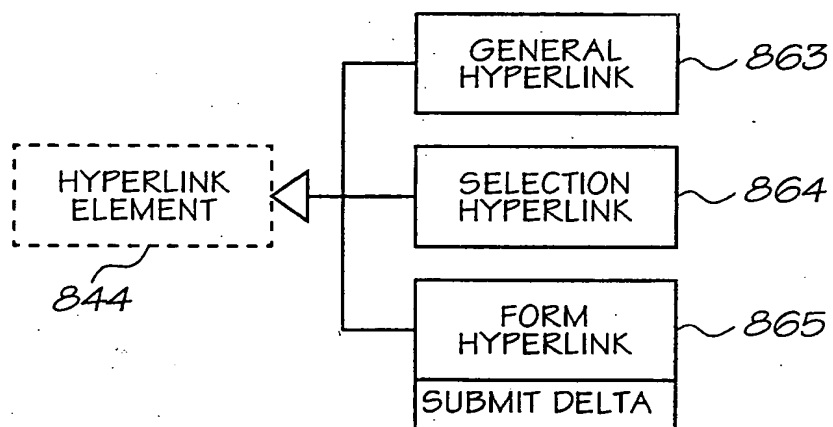 GENERAL
HYPERLINK
863
HYPERLINK
ELEMENT
844
SELECTION
HYPERLINK
864
FORM
HYPERLINK
865
SUBMIT DELTA